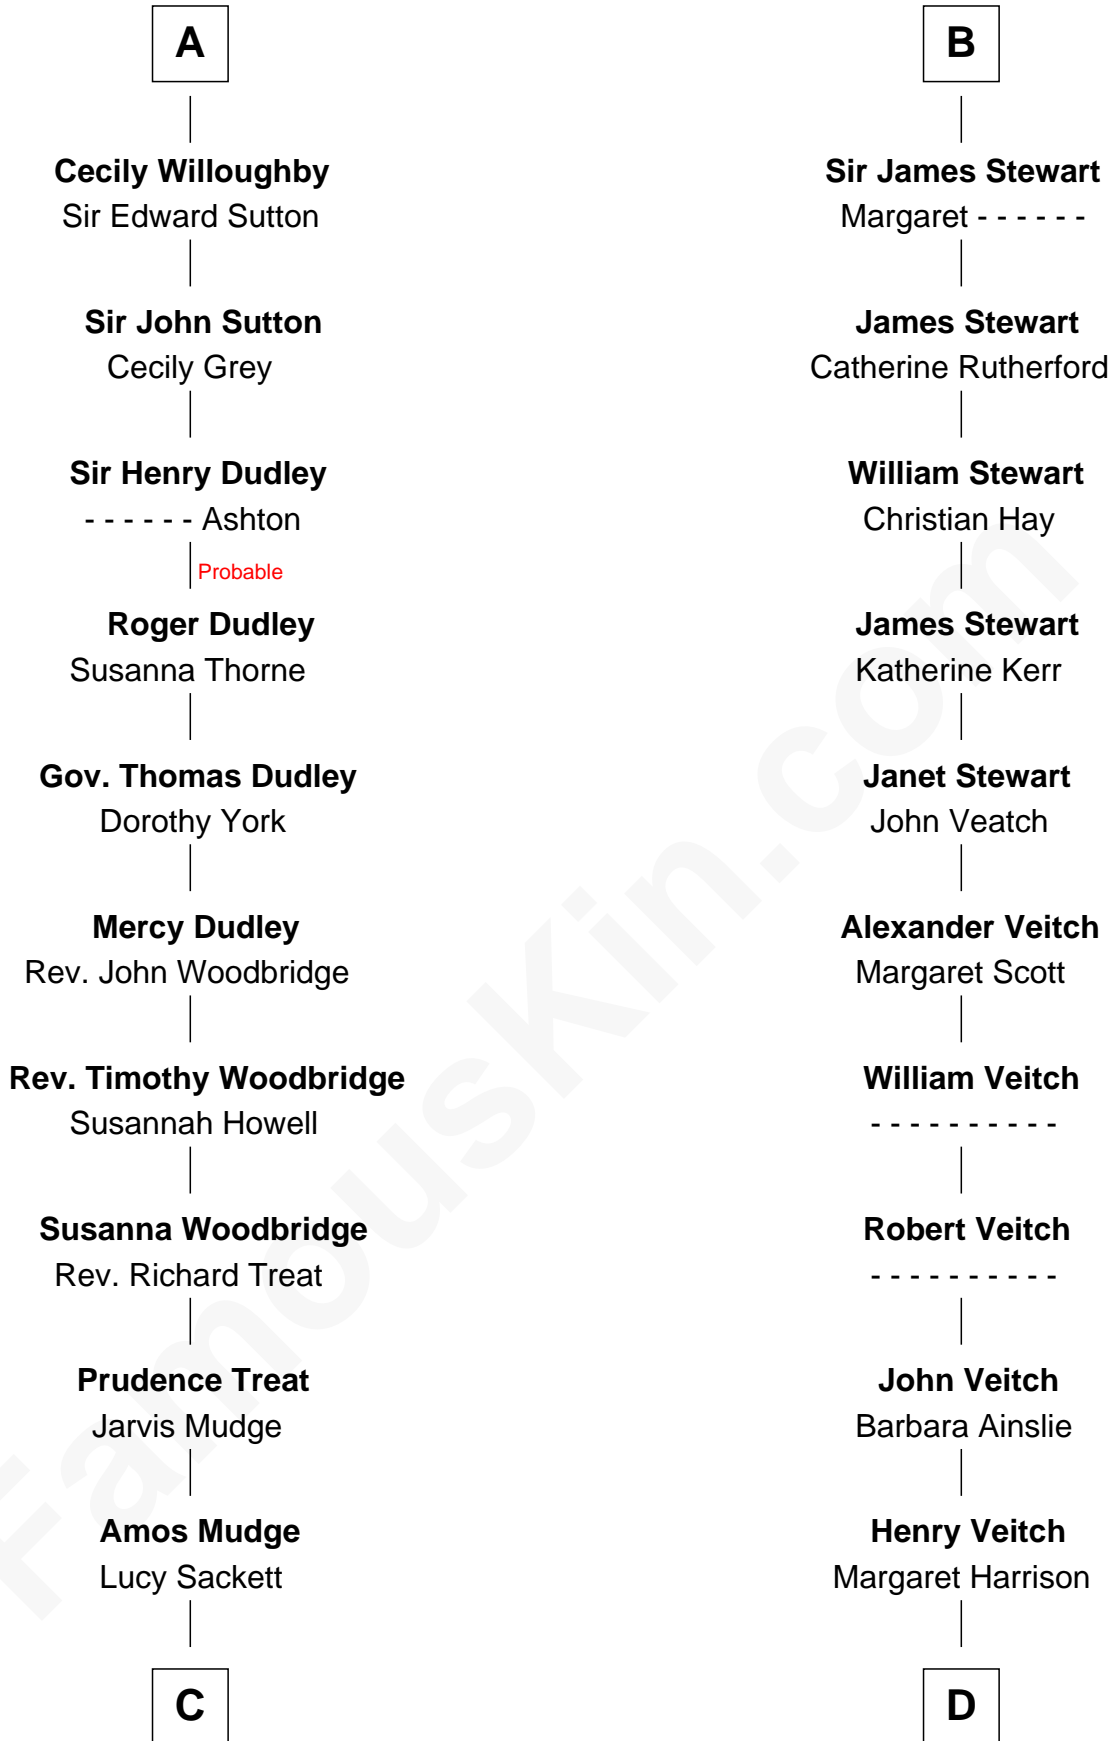 A
Cecily Willoughby
Sir Edward Sutton
Sir John Sutton
Cecily Grey
Sir Henry Dudley
- - - - - - Ashton
Probable
Roger Dudley
Susanna Thorne
Gov. Thomas Dudley
Dorothy York
Mercy Dudley
Rev. John Woodbridge
Rev. Timothy Woodbridge
Susannah Howell
Susanna Woodbridge
Rev. Richard Treat
Prudence Treat
Jarvis Mudge
Amos Mudge
Lucy Sackett
C
B
Sir James Stewart
Margaret - - - - - -
James Stewart
Catherine Rutherford
William Stewart
Christian Hay
James Stewart
Katherine Kerr
Janet Stewart
John Veatch
Alexander Veitch
Margaret Scott
William Veitch
- - - - - - - - - -
Robert Veitch
- - - - - - - - - -
John Veitch
Barbara Ainslie
Henry Veitch
Margaret Harrison
D
FamousKin.com